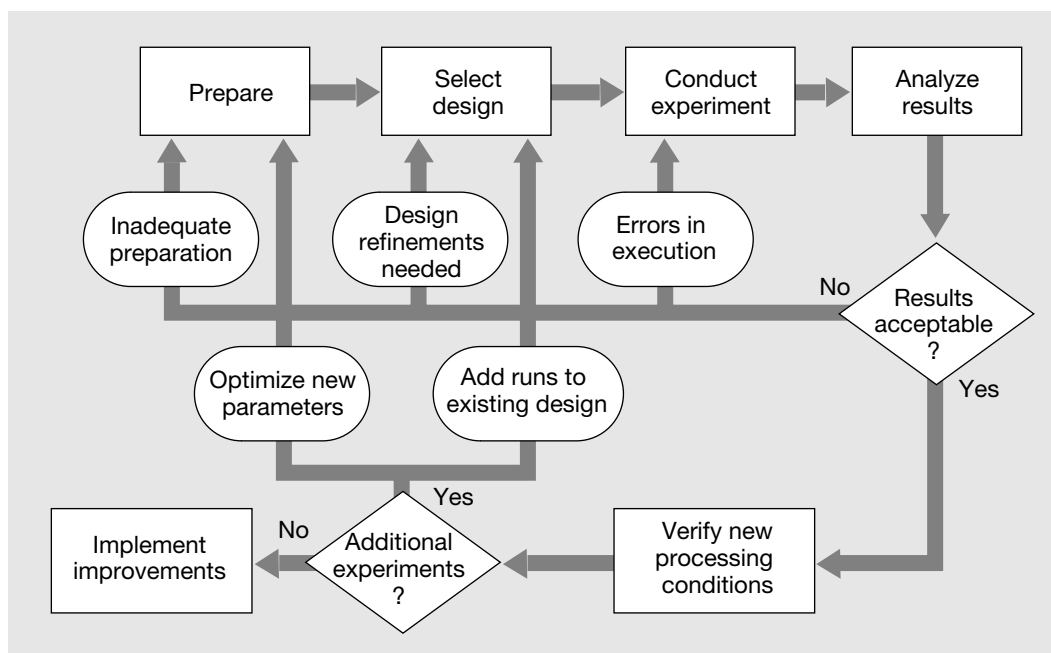 Prepare
Select
design
Conduct
experiment
Analyze
results
Inadequate
preparation
Design
refinements
needed
Errors in
execution
No
Results
acceptable
?
Yes
Optimize new
parameters
Add runs to
existing design
Yes
No
Implement
improvements
Additional
experiments
?
Verify new
processing
conditions